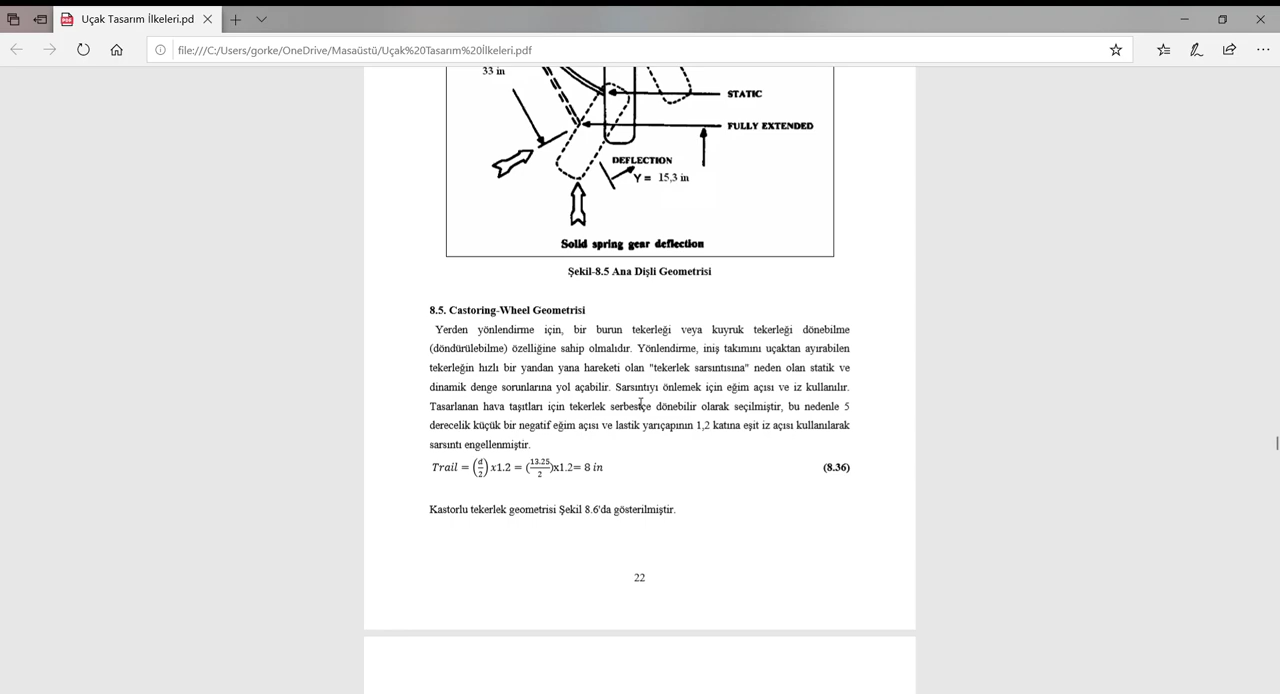 Uçak Tasarım İlkeleri.pd
file:///C:/Users/gorke/OneDrive/Masaüstü/Uçak%20Tasarım%20İlkeleri.pdf
33 in
STATIC
FULLY EXTENDED
DEFLECTION
Y = 15,3 in
Solid spring gear deflection
Şekil-8.5 Ana Dişli Geometrisi
8.5. Castoring-Wheel Geometrisi
Yerden yönlendirme için, bir burun tekerleği veya kuyruk tekerleği dönebilme
(döndürülebilme) özelliğine sahip olmalıdır. Yönlendirme, iniş takımını uçaktan ayırabilen
tekerleğin hızlı bir yandan yana hareketi olan "tekerlek sarsıntısına" neden olan statik ve
dinamik denge sorunlarına yol açabilir. Sarsıntıyı önlemek için eğim açısı ve iz kullanılır.
Tasarlanan hava taşıtları için tekerlek serbestçe dönebilir olarak seçilmiştir, bu nedenle 5
derecelik küçük bir negatif eğim açısı ve lastik yarıçapının 1,2 katına eşit iz açısı kullanılarak
sarsıntı engellenmiştir.
Trail = (d/2) x1.2 = (13.25/2)x1.2= 8 in (8.36)
Kastorlu tekerlek geometrisi Şekil 8.6'da gösterilmiştir.
22